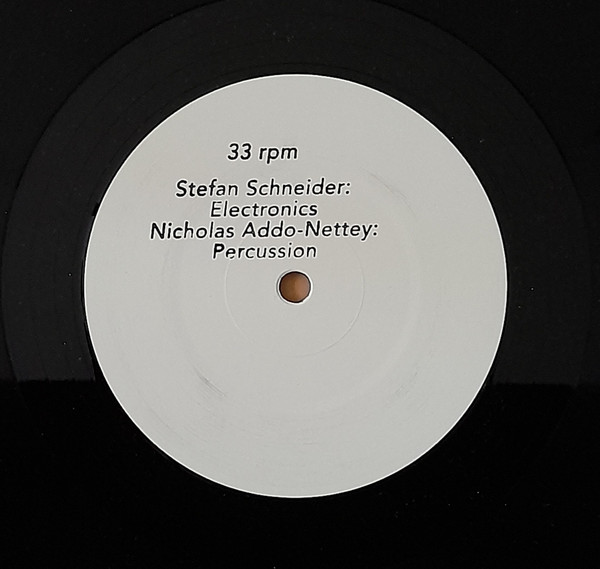 33 rpm
Stefan Schneider:
Electronics
Nicholas Addo-Nettey:
Percussion